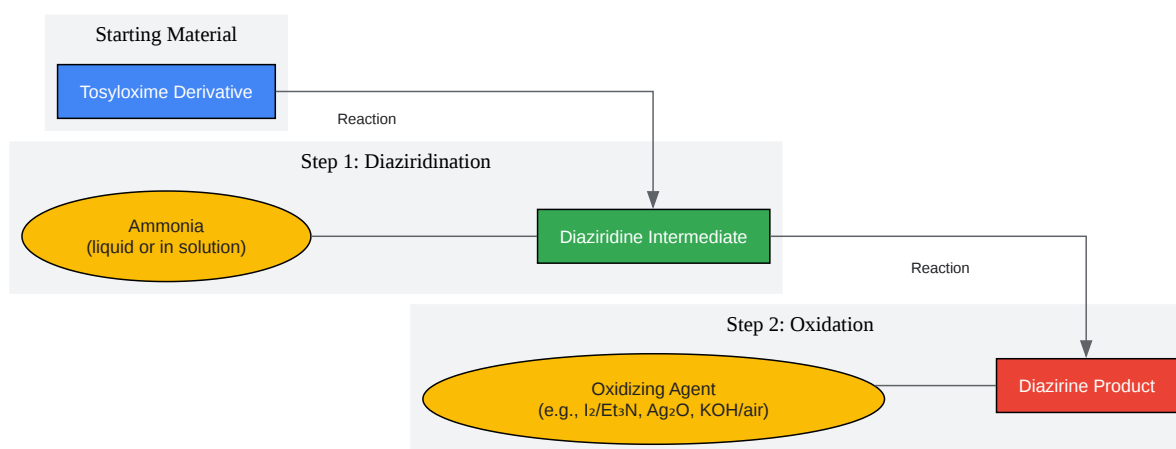 Starting Material
Tosyloxime Derivative
Reaction
Step 1: Diaziridination
Ammonia
(liquid or in solution)
Diaziridine Intermediate
Reaction
Step 2: Oxidation
Oxidizing Agent
(e.g., I₂/Et₃N, Ag₂O, KOH/air)
Diazirine Product